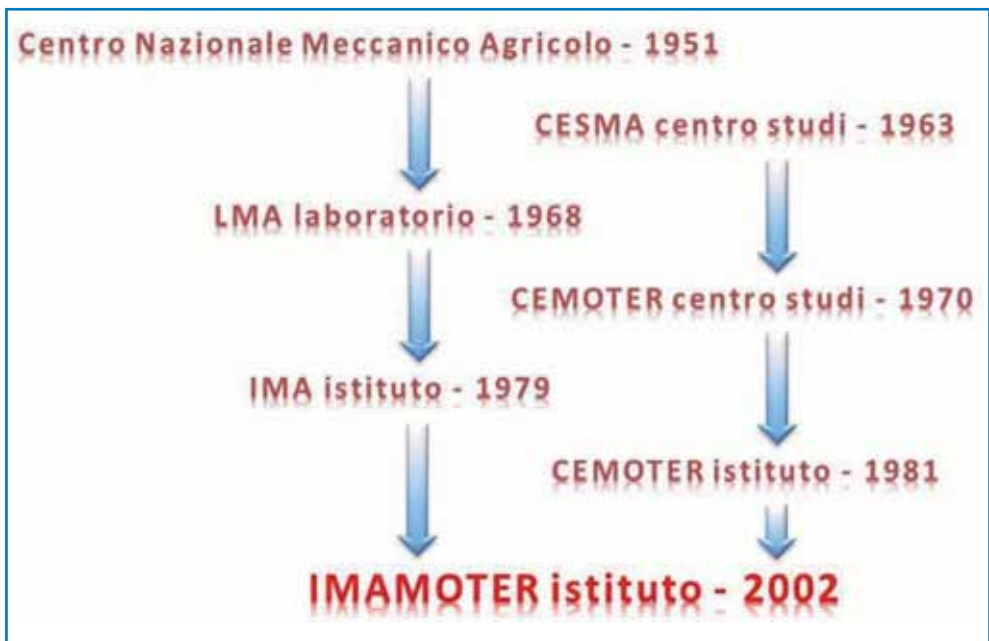 Centro Nazionale Meccanico Agricolo - 1951
CESMA centro studi - 1963
LMA laboratorio - 1968
CEMOTER centro studi - 1970
IMA istituto - 1979
CEMOTER istituto - 1981
IMAMOTER istituto - 2002